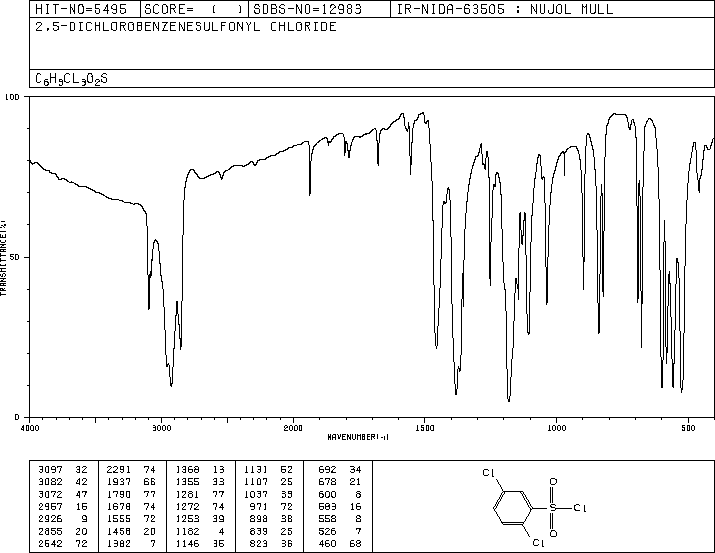 HIT-NO=5495 SCORE= ( ) SDBS-NO=12983 IR-NIDA-63505 : NUJOL MULL
2,5-DICHLOROBENZENESULFONYL CHLORIDE
C6H3CL3O2S
100
50
0
TRANSMITTANCE(%)
4000 3000 2000 1500 1000 500
WAVENUMBER(-1)
3097 32 2291 74 1368 13 1131 52 692 34
3082 42 1937 66 1355 33 1107 25 678 21
3072 47 1790 77 1281 77 1037 33 600 8
2957 15 1678 74 1272 74 971 72 583 16
2926 9 1555 72 1253 39 898 38 558 8
2855 20 1458 20 1182 4 839 25 526 7
2542 72 1382 7 1146 35 823 36 460 68
Cl
O
S Cl
O
Cl